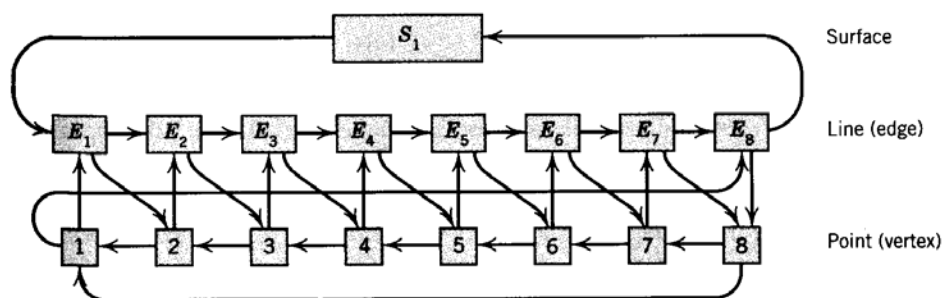 S₁ Surface
E₁ E₂ E₃ E₄ E₅ E₆ E₇ E₈ Line (edge)
1 2 3 4 5 6 7 8 Point (vertex)